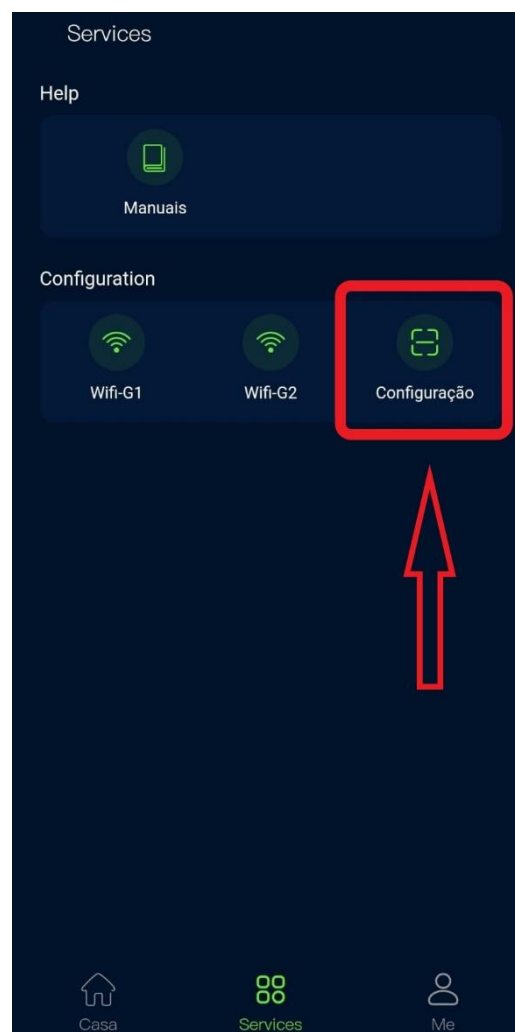 Services
Help
Manuais
Configuration
Wifi-G1
Wifi-G2
Configuração
Casa
Services
Me